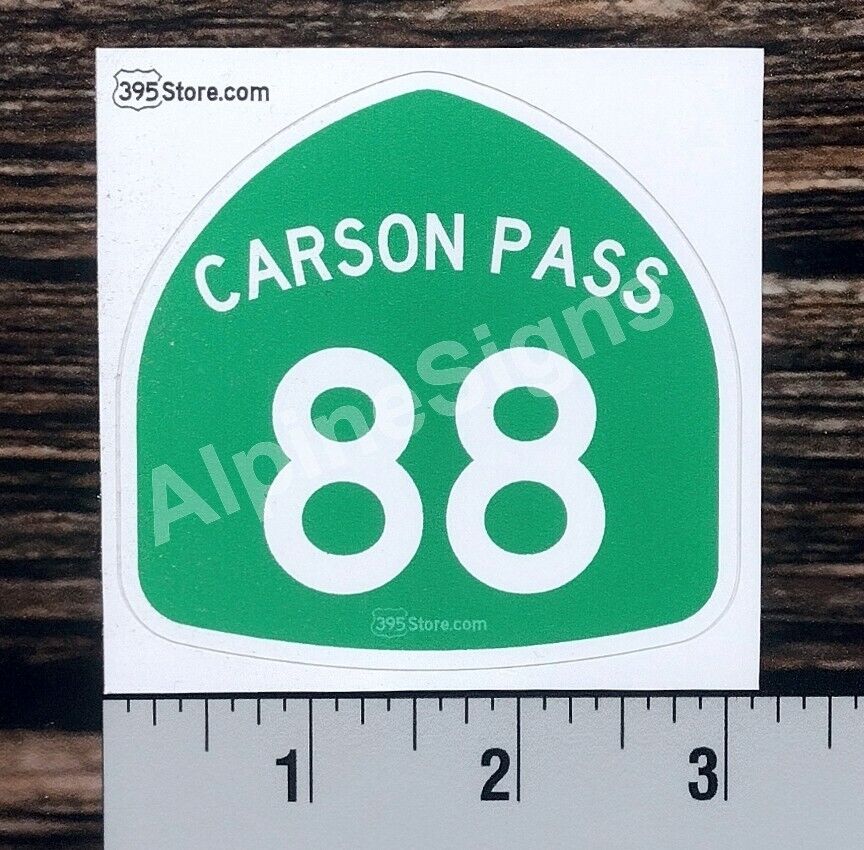 395Store.com
CARSON PASS
88
AlpineSigns
395Store.com
1 2 3